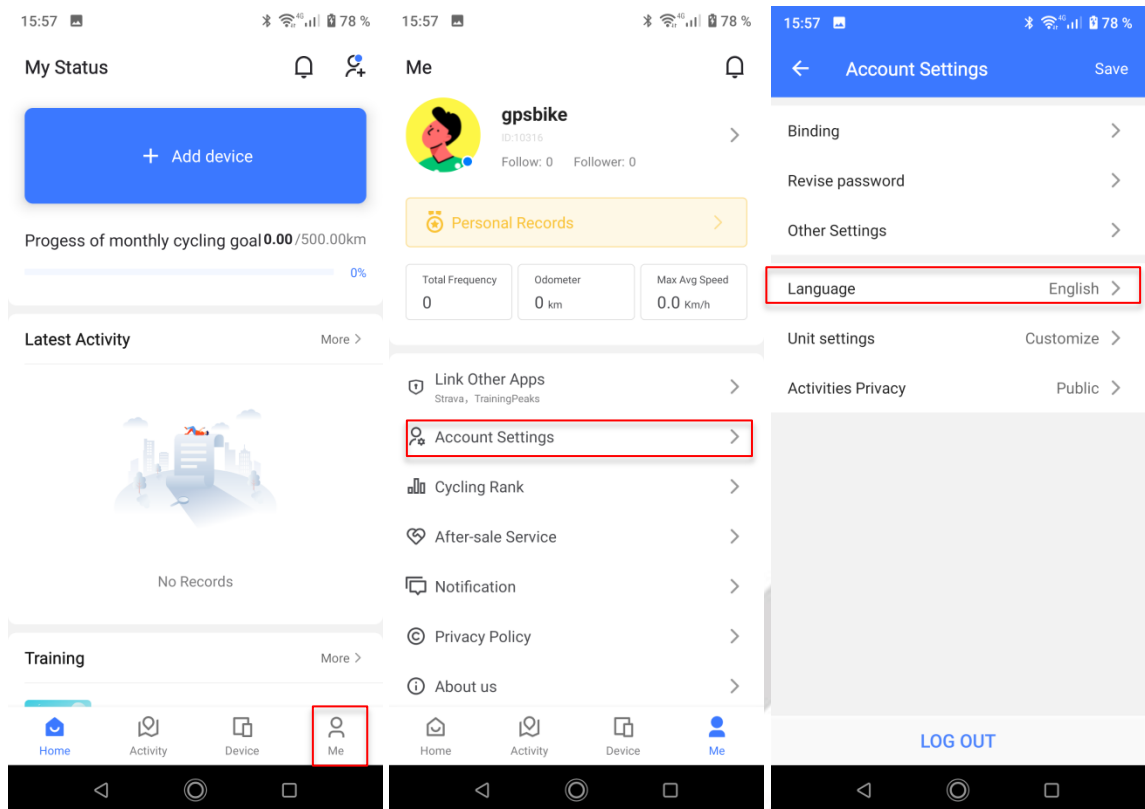 15:57
78 %
My Status
+ Add device
Progess of monthly cycling goal 0.00 /500.00km
0%
Latest Activity
More >
No Records
Training
More >
Home
Activity
Device
Me
15:57
78 %
Me
gpsbike
ID:10316
Follow: 0 Follower: 0
Personal Records
Total Frequency
0
Odometer
0 km
Max Avg Speed
0.0 Km/h
Link Other Apps
Strava, TrainingPeaks
Account Settings
Cycling Rank
After-sale Service
Notification
Privacy Policy
About us
Home
Activity
Device
Me
15:57
78 %
Account Settings
Save
Binding
Revise password
Other Settings
Language
English
Unit settings
Customize
Activities Privacy
Public
LOG OUT